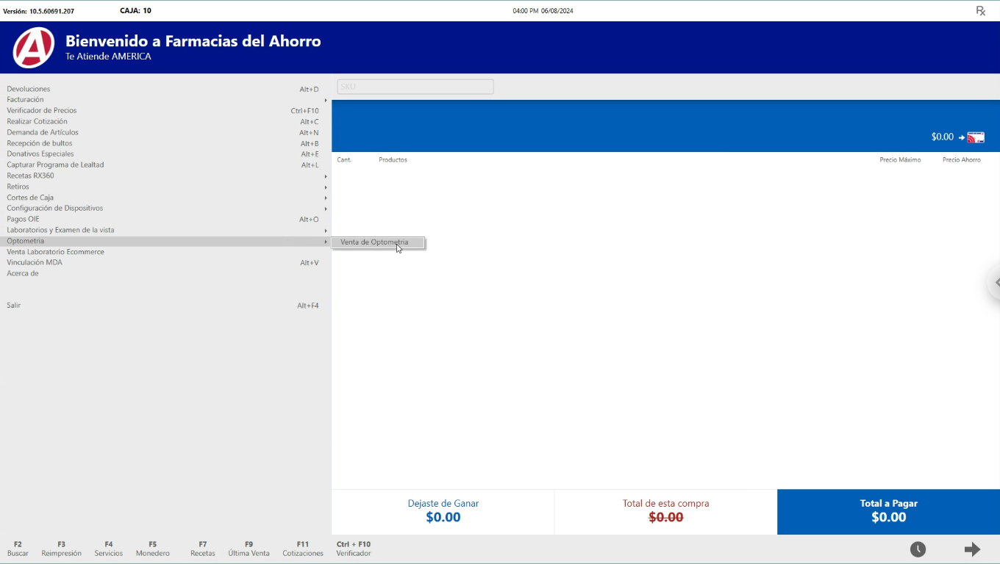 Versión: 10.5.60691.207 CAJA: 10 04:00 PM 06/08/2024
Bienvenido a Farmacias del Ahorro
Te Atiende AMERICA
Devoluciones Alt+D
Facturación
Verificador de Precios Ctrl+F10
Realizar Cotización Alt+C
Demanda de Artículos Alt+N
Recepción de bultos Alt+B
Donativos Especiales Alt+E
Capturar Programa de Lealtad Alt+L
Recetas RX360
Retiros
Cortes de Caja
Configuración de Dispositivos
Pagos OIE Alt+O
Laboratorios y Examen de la vista
Optometria
Venta Laboratorio Ecommerce
Vinculación MDA Alt+V
Acerca de
Salir Alt+F4
Venta de Optometria
SKU
$0.00
Cant. Productos Precio Máximo Precio Ahorro
Dejaste de Ganar
$0.00
Total de esta compra
$0.00
Total a Pagar
$0.00
F2 F3 F4 F5 F7 F9 F11 Ctrl + F10
Buscar Reimpresión Servicios Monedero Recetas Última Venta Cotizaciones Verificador